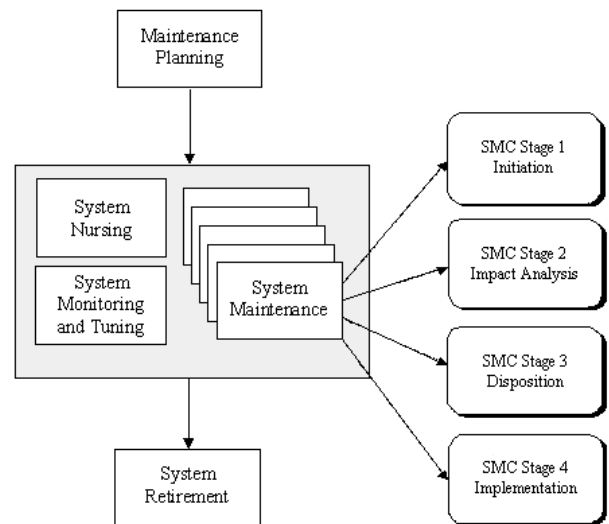 Maintenance
Planning
System
Nursing
System
Monitoring
and Tuning
System
Maintenance
System
Retirement
SMC Stage 1
Initiation
SMC Stage 2
Impact Analysis
SMC Stage 3
Disposition
SMC Stage 4
Implementation